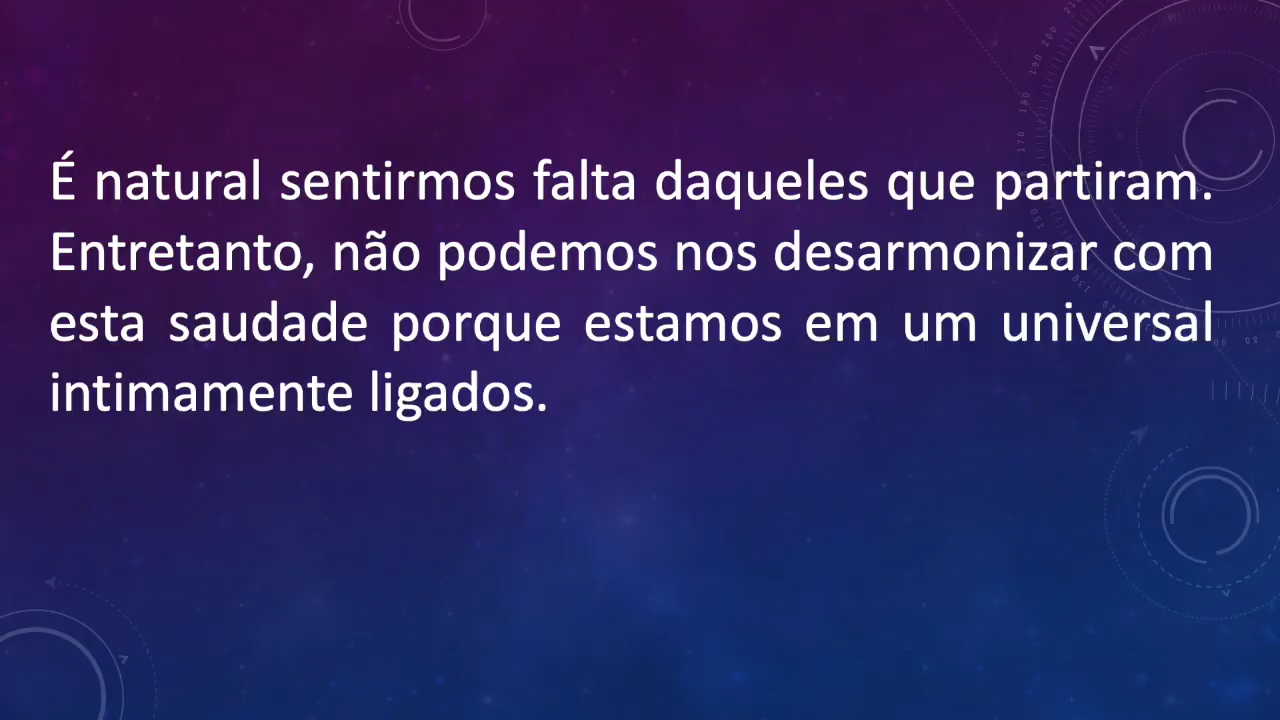 É natural sentirmos falta daqueles que partiram.
Entretanto, não podemos nos desarmonizar com
esta saudade porque estamos em um universal
intimamente ligados.